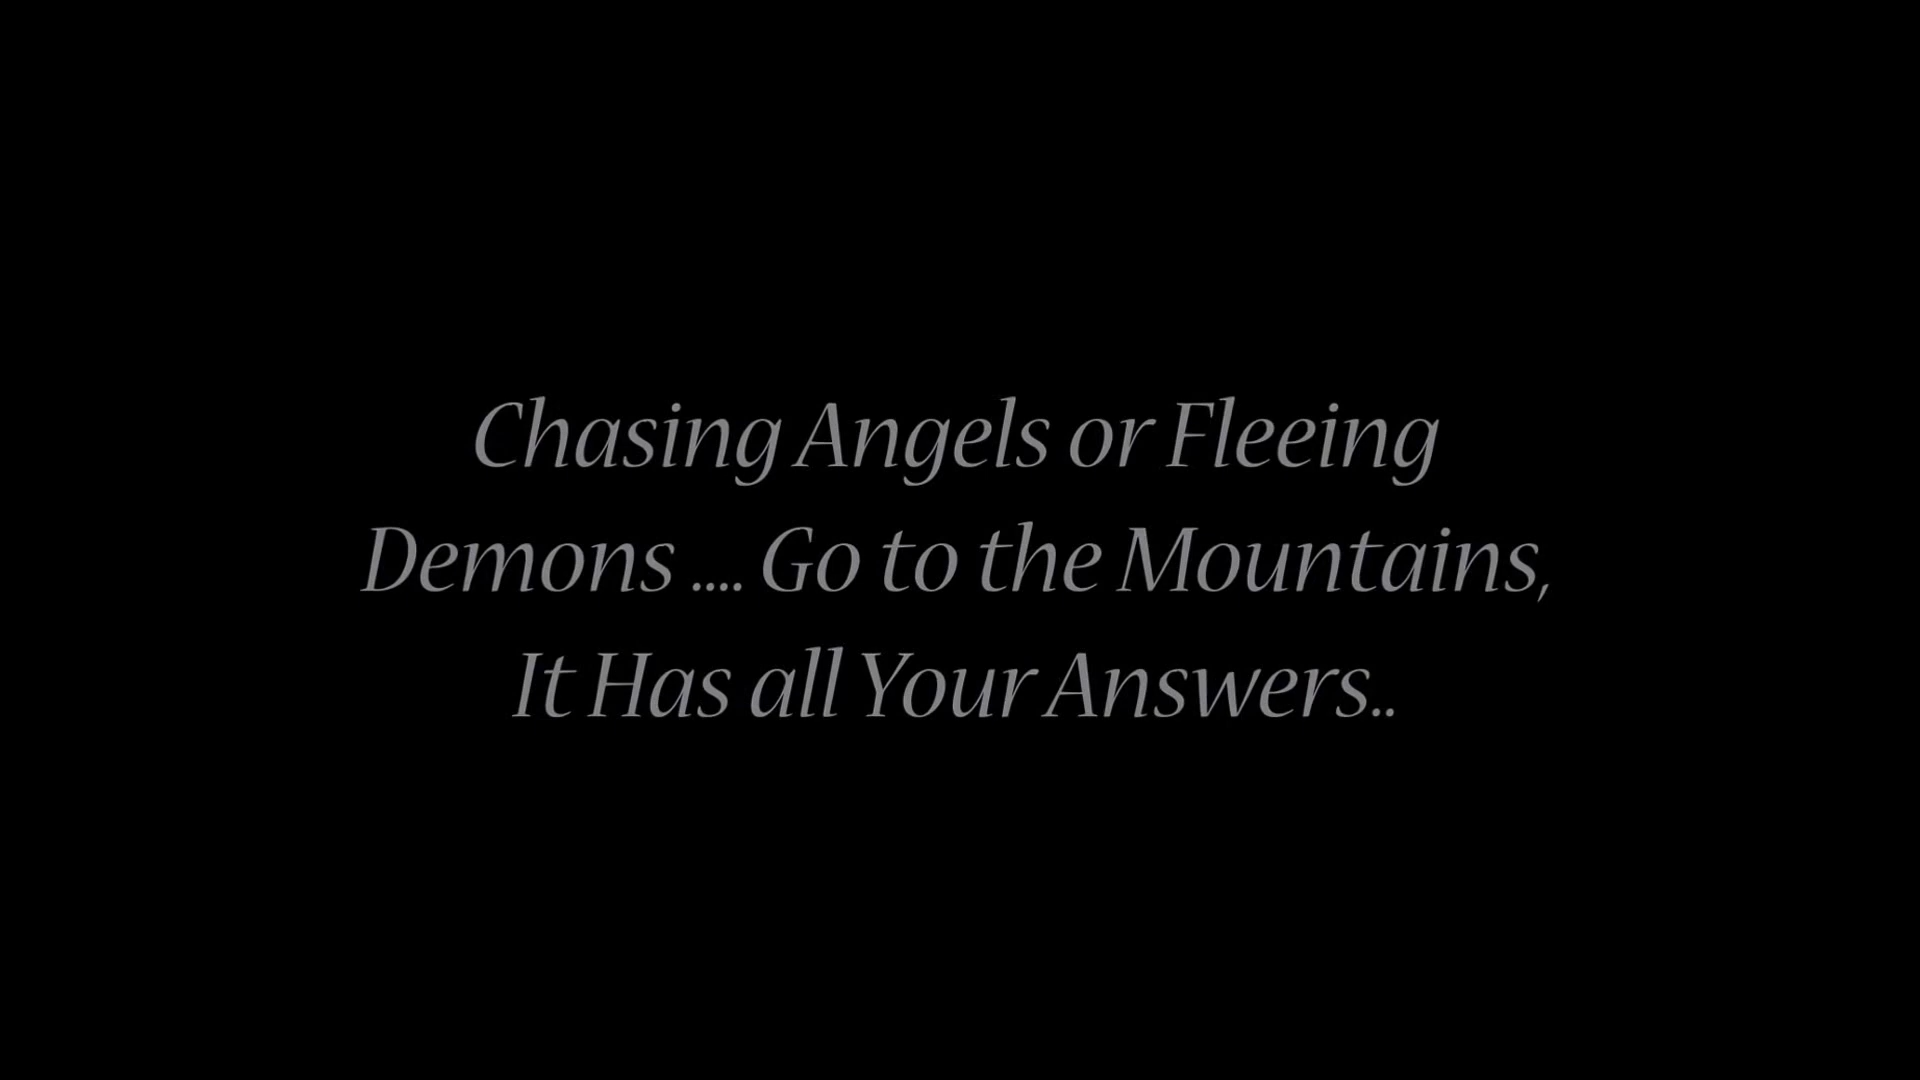 Chasing Angels or Fleeing
Demons .... Go to the Mountains,
It Has all Your Answers..